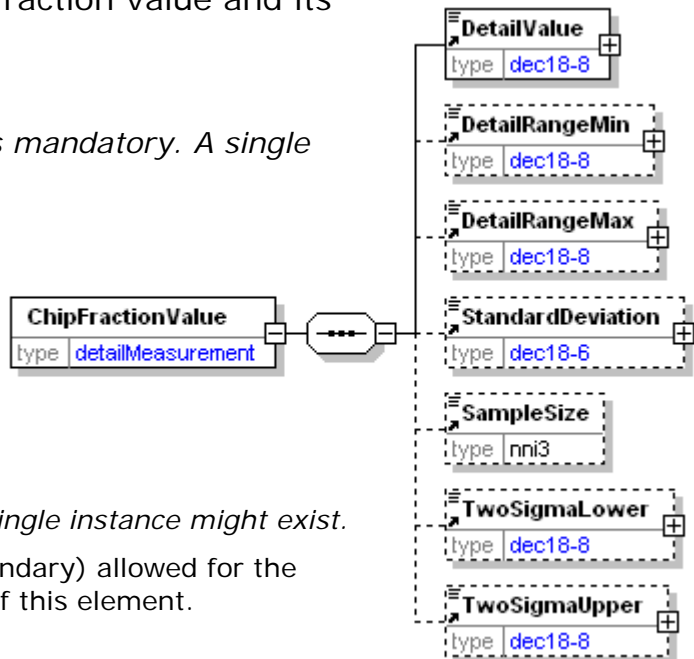 raction value and its
s mandatory. A single
ingle instance might exist.
ndary) allowed for the
f this element.
ChipFractionValue
type detailMeasurement
DetailValue
type dec18-8
DetailRangeMin
type dec18-8
DetailRangeMax
type dec18-8
StandardDeviation
type dec18-6
SampleSize
type nni3
TwoSigmaLower
type dec18-8
TwoSigmaUpper
type dec18-8